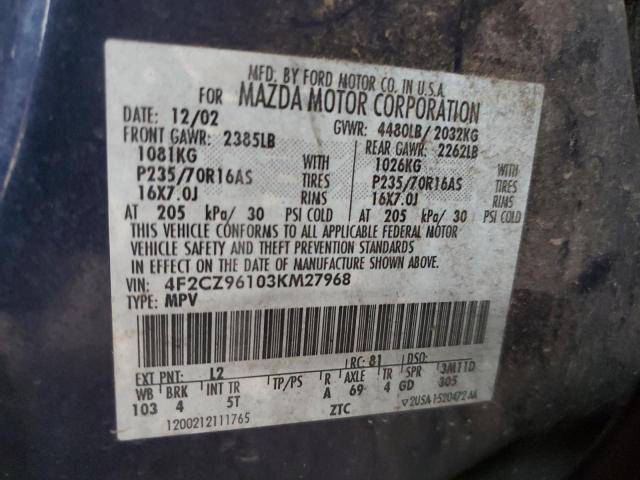 MFD. BY FORD MOTOR CO. IN U.S.A.
FOR MAZDA MOTOR CORPORATION
DATE: 12/02 GVWR: 4480LB/ 2032KG
FRONT GAWR: 2385LB REAR GAWR: 2262LB
1081KG WITH 1026KG WITH
P235/70R16AS TIRES P235/70R16AS TIRES
16X7.0J RIMS 16X7.0J RIMS
AT 205 kPa/ 30 PSI COLD AT 205 kPa/ 30 PSI COLD
THIS VEHICLE CONFORMS TO ALL APPLICABLE FEDERAL MOTOR
VEHICLE SAFETY AND THEFT PREVENTION STANDARDS
IN EFFECT ON THE DATE OF MANUFACTURE SHOWN ABOVE.
VIN: 4F2CZ96103KM27968
TYPE: MPV
EXT PNT: L2 RC: 81 DSO:
WB BRK INT TR TP/PS R AXLE TR SPR 3M11D
103 4 5T A 69 4 GD 305
1200212111765 ZTC ▽2USA-1520472-AA